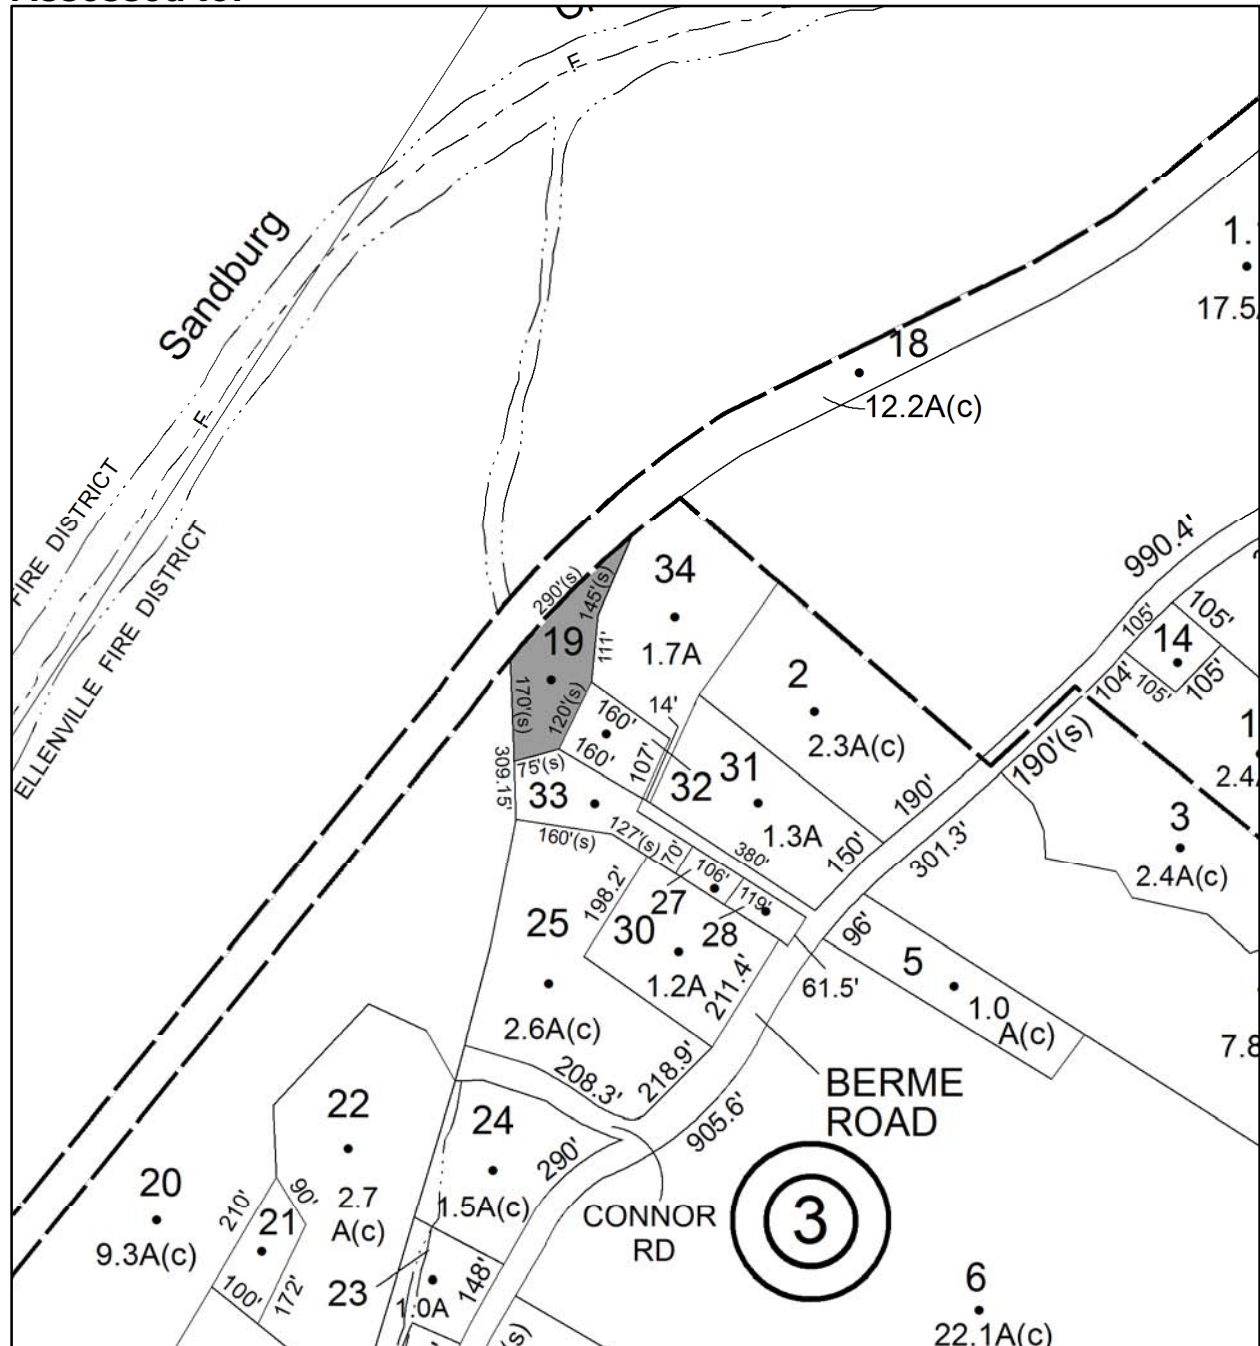 Sandburg
F
F
FIRE DISTRICT
ELLENVILLE FIRE DISTRICT
18
12.2A(c)
17.5
990.4'
290'(s)
145'(s)
34
1.7A
111'
19
170'(s)
120'(s)
309.15'
75'(s)
160'
160'
14'
107'
32
31
1.3A
2
2.3A(c)
190'
150'
380'
301.3'
190'(s)
105'
105'
14
104'
105'
105'
2.4
3
2.4A(c)
33
160'(s)
127'(s)
70'
106'
119'
27
28
198.2'
30
1.2A
211.4'
61.5'
96'
5
1.0
A(c)
7.8
25
2.6A(c)
208.3'
218.9'
905.6'
BERME
ROAD
CONNOR
RD
3
24
290'
1.5A(c)
22
2.7
A(c)
90'
210'
21
100'
172'
20
9.3A(c)
23
1.0A
148'
6
22.1A(c)
(s)